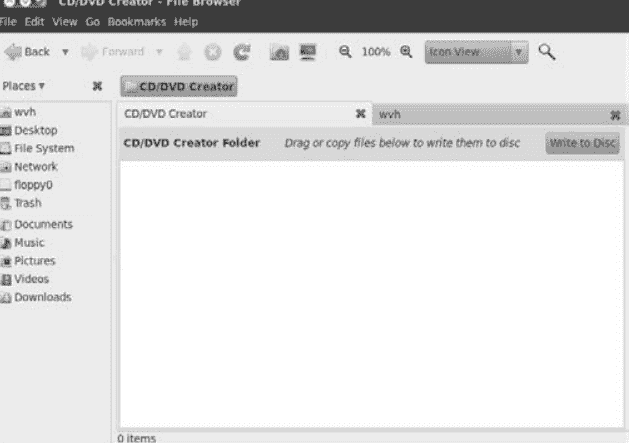 CD/DVD Creator - File Browser
File Edit View Go Bookmarks Help
Back Forward 100% Icon View
Places CD/DVD Creator
CD/DVD Creator wvh
CD/DVD Creator Folder Drag or copy files below to write them to disc Write to Disc
wvh
Desktop
File System
Network
floppy0
Trash
Documents
Music
Pictures
Videos
Downloads
0 items